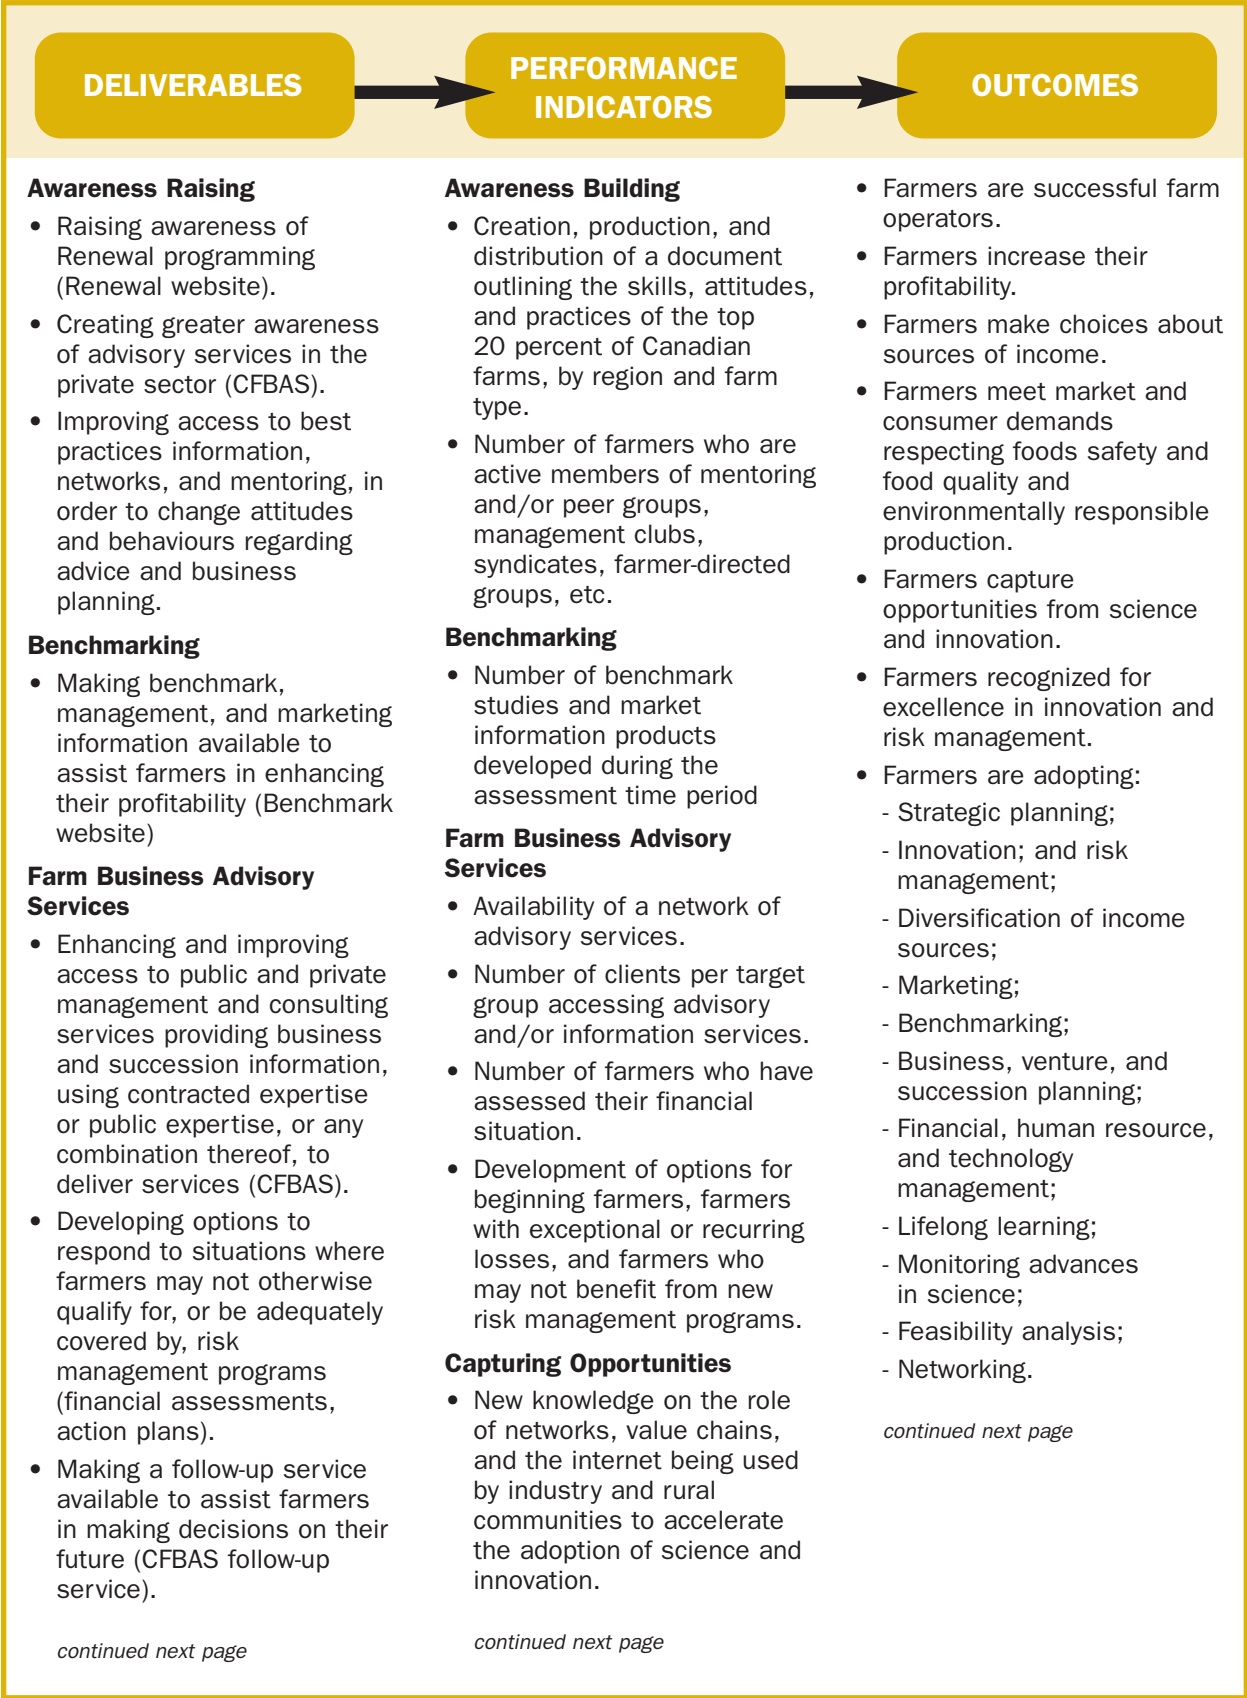 DELIVERABLES
PERFORMANCE
INDICATORS
OUTCOMES
Awareness Raising
• Raising awareness of
Renewal programming
(Renewal website).
• Creating greater awareness
of advisory services in the
private sector (CFBAS).
• Improving access to best
practices information,
networks, and mentoring, in
order to change attitudes
and behaviours regarding
advice and business
planning.
Benchmarking
• Making benchmark,
management, and marketing
information available to
assist farmers in enhancing
their profitability (Benchmark
website)
Farm Business Advisory
Services
• Enhancing and improving
access to public and private
management and consulting
services providing business
and succession information,
using contracted expertise
or public expertise, or any
combination thereof, to
deliver services (CFBAS).
• Developing options to
respond to situations where
farmers may not otherwise
qualify for, or be adequately
covered by, risk
management programs
(financial assessments,
action plans).
• Making a follow-up service
available to assist farmers
in making decisions on their
future (CFBAS follow-up
service).
continued next page
Awareness Building
• Creation, production, and
distribution of a document
outlining the skills, attitudes,
and practices of the top
20 percent of Canadian
farms, by region and farm
type.
• Number of farmers who are
active members of mentoring
and/or peer groups,
management clubs,
syndicates, farmer-directed
groups, etc.
Benchmarking
• Number of benchmark
studies and market
information products
developed during the
assessment time period
Farm Business Advisory
Services
• Availability of a network of
advisory services.
• Number of clients per target
group accessing advisory
and/or information services.
• Number of farmers who have
assessed their financial
situation.
• Development of options for
beginning farmers, farmers
with exceptional or recurring
losses, and farmers who
may not benefit from new
risk management programs.
Capturing Opportunities
• New knowledge on the role
of networks, value chains,
and the internet being used
by industry and rural
communities to accelerate
the adoption of science and
innovation.
continued next page
• Farmers are successful farm
operators.
• Farmers increase their
profitability.
• Farmers make choices about
sources of income.
• Farmers meet market and
consumer demands
respecting foods safety and
food quality and
environmentally responsible
production.
• Farmers capture
opportunities from science
and innovation.
• Farmers recognized for
excellence in innovation and
risk management.
• Farmers are adopting:
- Strategic planning;
- Innovation; and risk
management;
- Diversification of income
sources;
- Marketing;
- Benchmarking;
- Business, venture, and
succession planning;
- Financial, human resource,
and technology
management;
- Lifelong learning;
- Monitoring advances
in science;
- Feasibility analysis;
- Networking.
continued next page